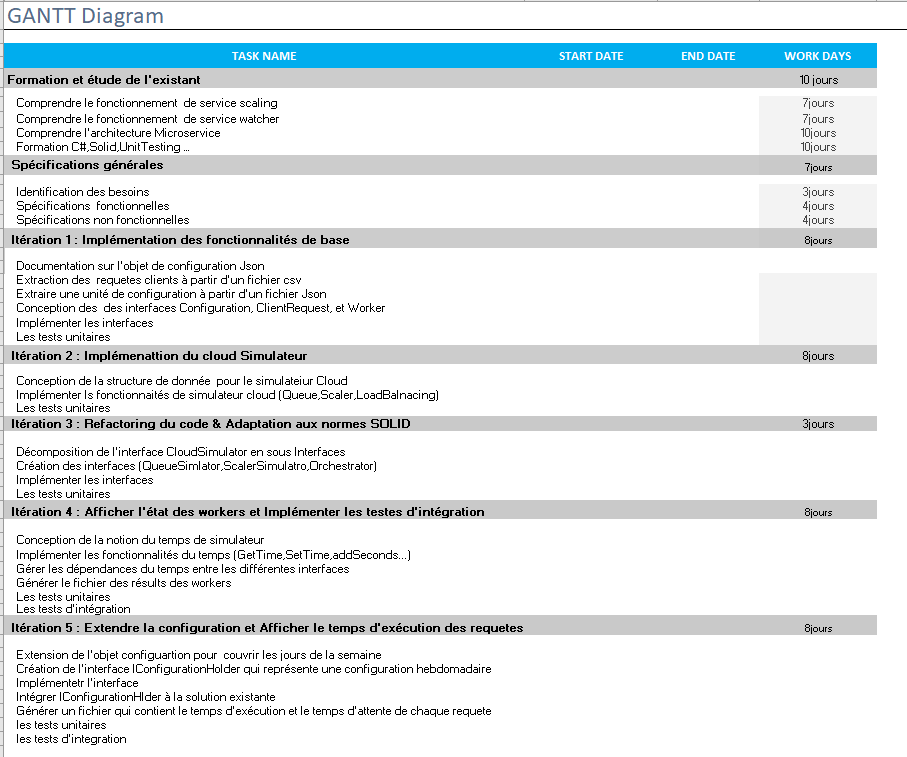 GANTT Diagram
TASK NAME START DATE END DATE WORK DAYS
Formation et étude de l'existant 10 jours
Comprendre le fonctionnement de service scaling 7jours
Comprendre le fonctionnement de service watcher 7jours
Comprendre l'architecture Microservice 10jours
Formation C#,Solid,UnitTesting ... 10jours
Spécifications générales 7jours
Identification des besoins 3jours
Spécifications fonctionnelles 4jours
Spécifications non fonctionnelles 4jours
Itération 1 : Implémentation des fonctionnalités de base 8jours
Documentation sur l'objet de configuration Json
Extraction des requetes clients à partir d'un fichier csv
Extraire une unité de configuration à partir d'un fichier Json
Conception des des interfaces Configuration, ClientRequest, et Worker
Implémenter les interfaces
Les tests unitaires
Itération 2 : Implémenattion du cloud Simulateur 8jours
Conception de la structure de donnée pour le simulateiur Cloud
Implémenter ls fonctionnaités de simulateur cloud (Queue,Scaler,LoadBalnacing)
Les tests unitaires
Itération 3 : Refactoring du code & Adaptation aux normes SOLID 3jours
Décomposition de l'interface CloudSimulator en sous Interfaces
Création des interfaces (QueueSimlator,ScalerSimulatro,Orchestrator)
Implémenter les interfaces
Les tests unitaires
Itération 4 : Afficher l'état des workers et Implémenter les testes d'intégration 8jours
Conception de la notion du temps de simulateur
Implémenter les fonctionnalités du temps (GetTime,SetTime,addSeconds...)
Gérer les dépendances du temps entre les différentes interfaces
Générer le fichier des résults des workers
Les tests unitaires
Les tests d'intégration
Itération 5 : Extendre la configuration et Afficher le temps d'exécution des requetes 8jours
Extension de l'objet configuartion pour couvrir les jours de la semaine
Création de l'interface IConfigurationHolder qui représente une configuration hebdomadaire
Implémentetr l'interface
Intégrer IConfigurationHlder à la solution existante
Générer un fichier qui contient le temps d'exécution et le temps d'attente de chaque requete
les tests unitaires
les tests d'integration